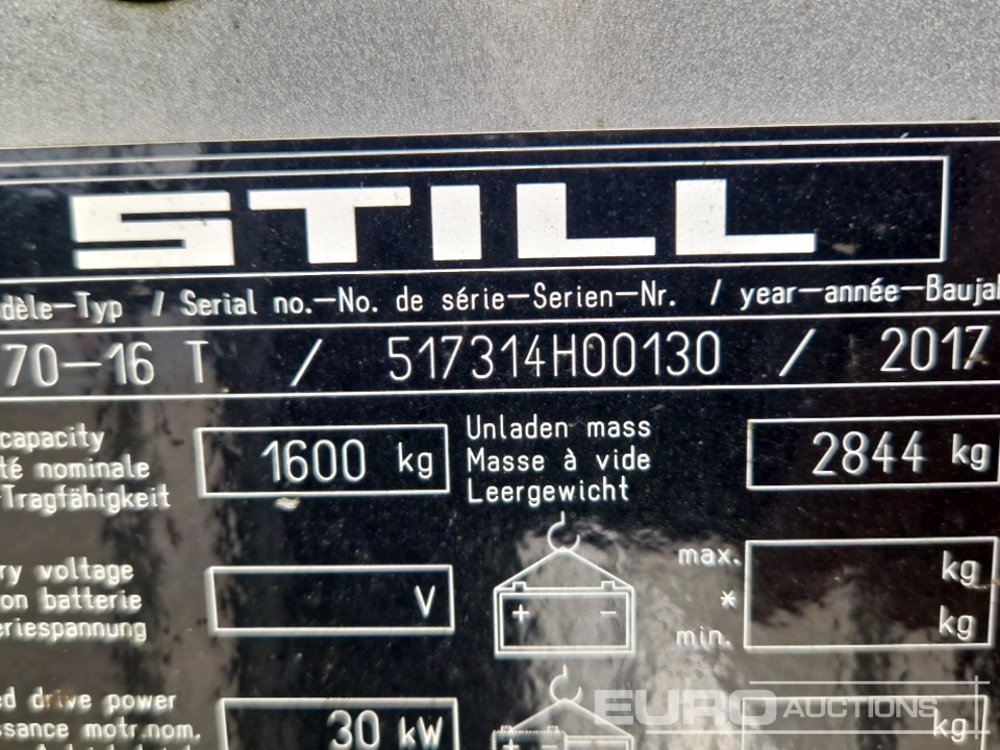 STILL
dèle-Typ / Serial no.-No. de série-Serien-Nr. / year-année-Baujah
70-16 T / 517314H00130 / 2017
capacity
té nominale
Tragfähigkeit
1600 kg
Unladen mass
Masse à vide
Leergewicht
2844 kg
ry voltage
on batterie
eriespannung
V
+ -
max. kg
*
min. kg
ed drive power
ssance motr.nom.
30 kW
+ -
* kg
EURO AUCTIONS